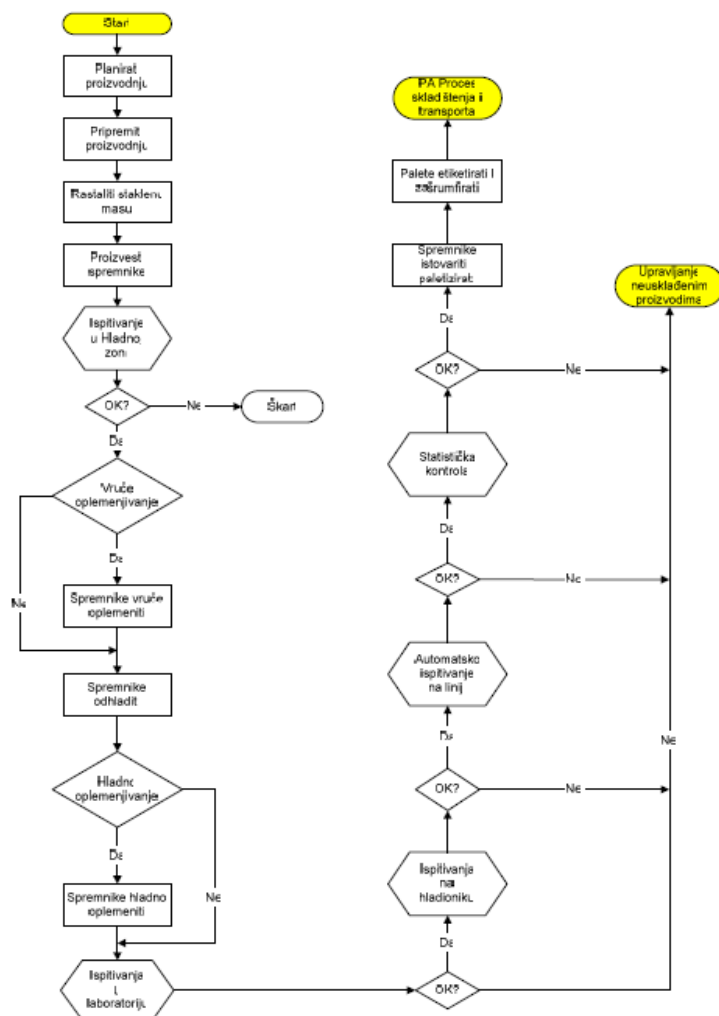 Start
Planirat
proizvodnju
Pripremit
proizvodnju
Rastaliti staklenu
masu
Proizvest
spremnike
Ispitivanje
u Hladno
zoni
OK?
Ne
Škart
Da
Vruće
oplemenjivanje
Da
Ne
Spremnike vruće
oplemeniti
Spremnike
odhladit
Hladno
oplemenjivanje
Da
Ne
Spremnike hladno
oplemeniti
Ispitivanja
u
laboratoriju
OK?
Da
Ne
Ispitivanja
na
hladioniku
OK?
Ne
Da
Automatsko
ispitivanje
na linij
OK?
Ne
Da
Statistička
kontrola
OK?
Ne
Da
Spremnike
istovariti
paletizirat
Palete etiketirati i
zašrumfirati
PA Proces
skladištenja i
transporta
Upravljanje
neusklađenim
proizvodima